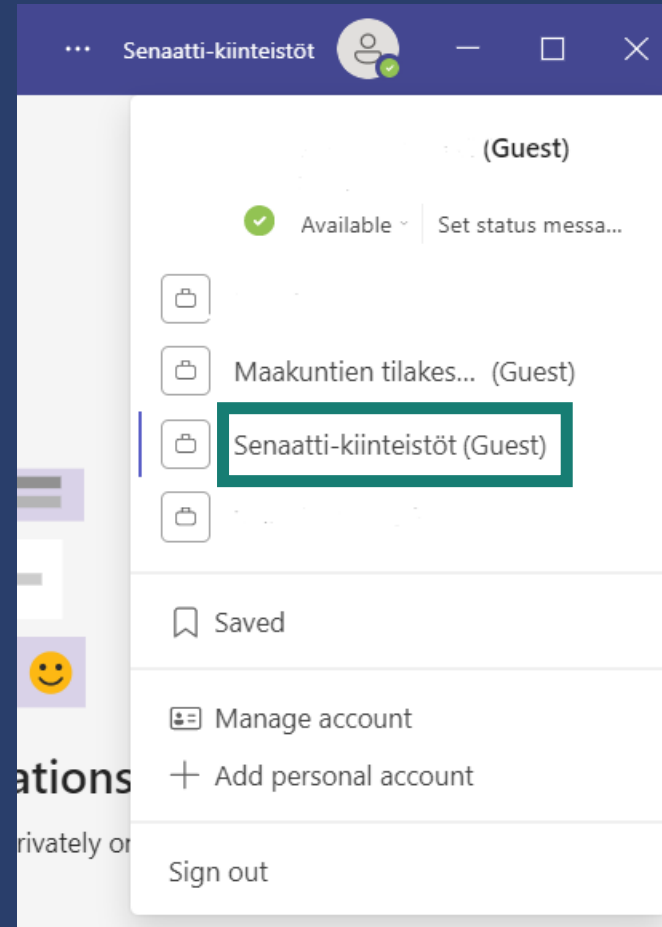 Senaatti-kiinteistöt
(Guest)
Available
Set status messa...
Maakuntien tilakes... (Guest)
Senaatti-kiinteistöt (Guest)
Saved
Manage account
Add personal account
ations
rivately or
Sign out